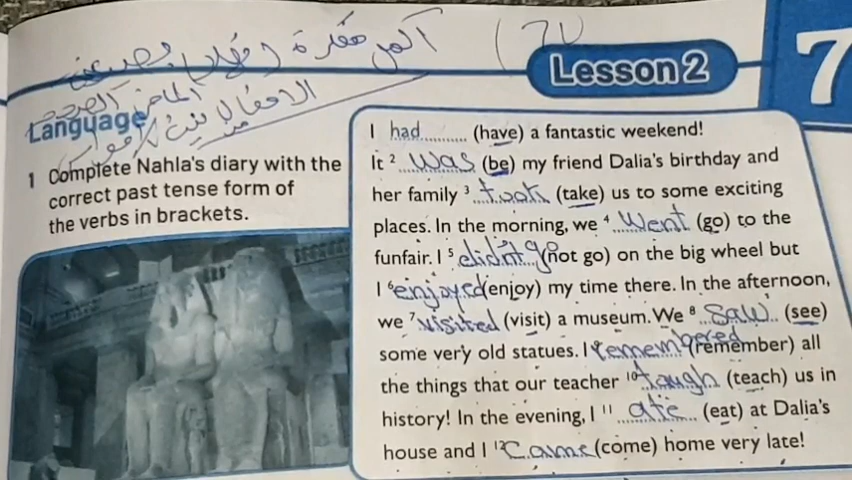 Lesson 2
7
Language
1 Complete Nahla's diary with the
correct past tense form of
the verbs in brackets.
I had (have) a fantastic weekend!
It ² was (be) my friend Dalia's birthday and
her family ³ took (take) us to some exciting
places. In the morning, we ⁴ went (go) to the
funfair. I ⁵ didn't go (not go) on the big wheel but
I ⁶ enjoyed (enjoy) my time there. In the afternoon,
we ⁷ visited (visit) a museum. We ⁸ saw (see)
some very old statues. I remembered (remember) all
the things that our teacher ¹⁰ taugh (teach) us in
history! In the evening, I ¹¹ ate (eat) at Dalia's
house and I ¹² Came (come) home very late!